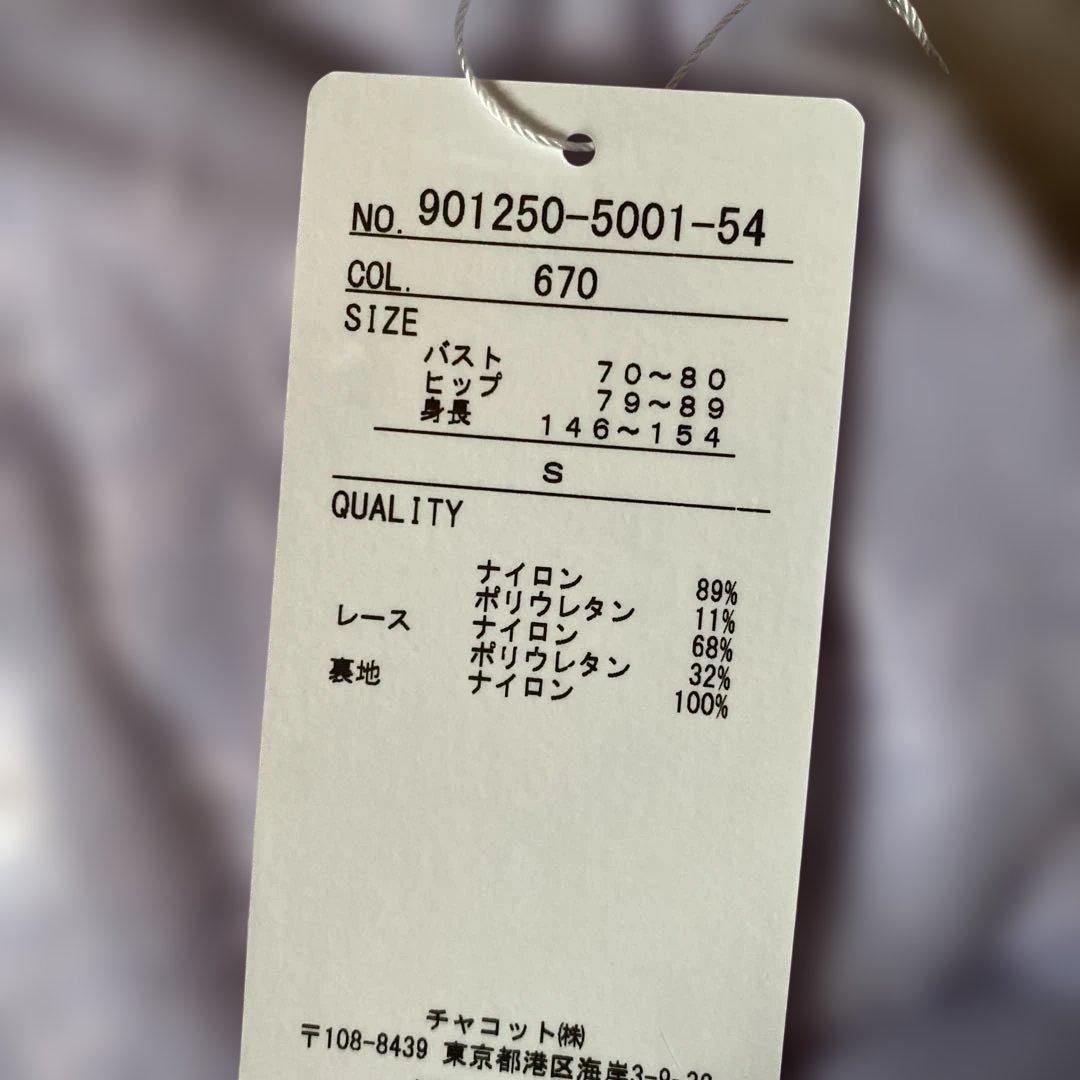 NO. 901250-5001-54
COL. 670
SIZE
バスト 70~80
ヒップ 79~89
身長 146~154
S
QUALITY
ナイロン 89%
ポリウレタン 11%
レース ナイロン 68%
ポリウレタン 32%
裏地 ナイロン 100%
チャコット㈱
〒108-8439 東京都港区海岸